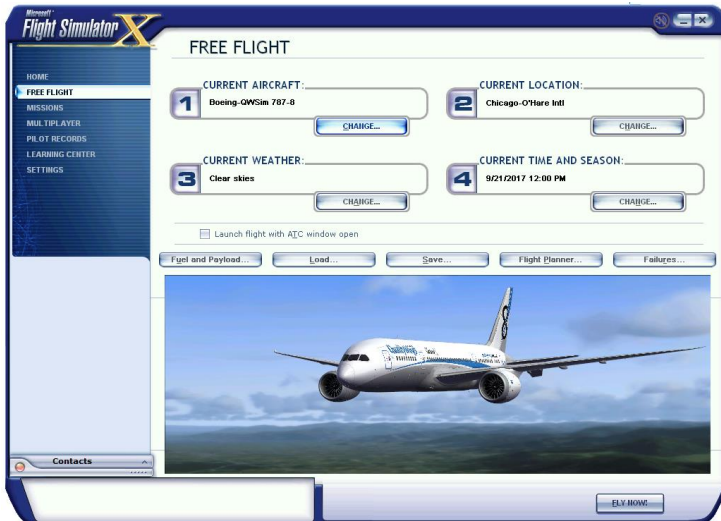 Microsoft
Flight Simulator X
FREE FLIGHT
HOME
FREE FLIGHT
MISSIONS
MULTIPLAYER
PILOT RECORDS
LEARNING CENTER
SETTINGS
CURRENT AIRCRAFT:
1
Boeing-QWSim 787-8
CHANGE...
CURRENT LOCATION:
2
Chicago-O'Hare Intl
CHANGE...
CURRENT WEATHER:
3
Clear skies
CHANGE...
CURRENT TIME AND SEASON:
4
9/21/2017 12:00 PM
CHANGE...
Launch flight with ATC window open
Fuel and Payload...
Load...
Save...
Flight Planner...
Failures...
Contacts
FLY NOW!